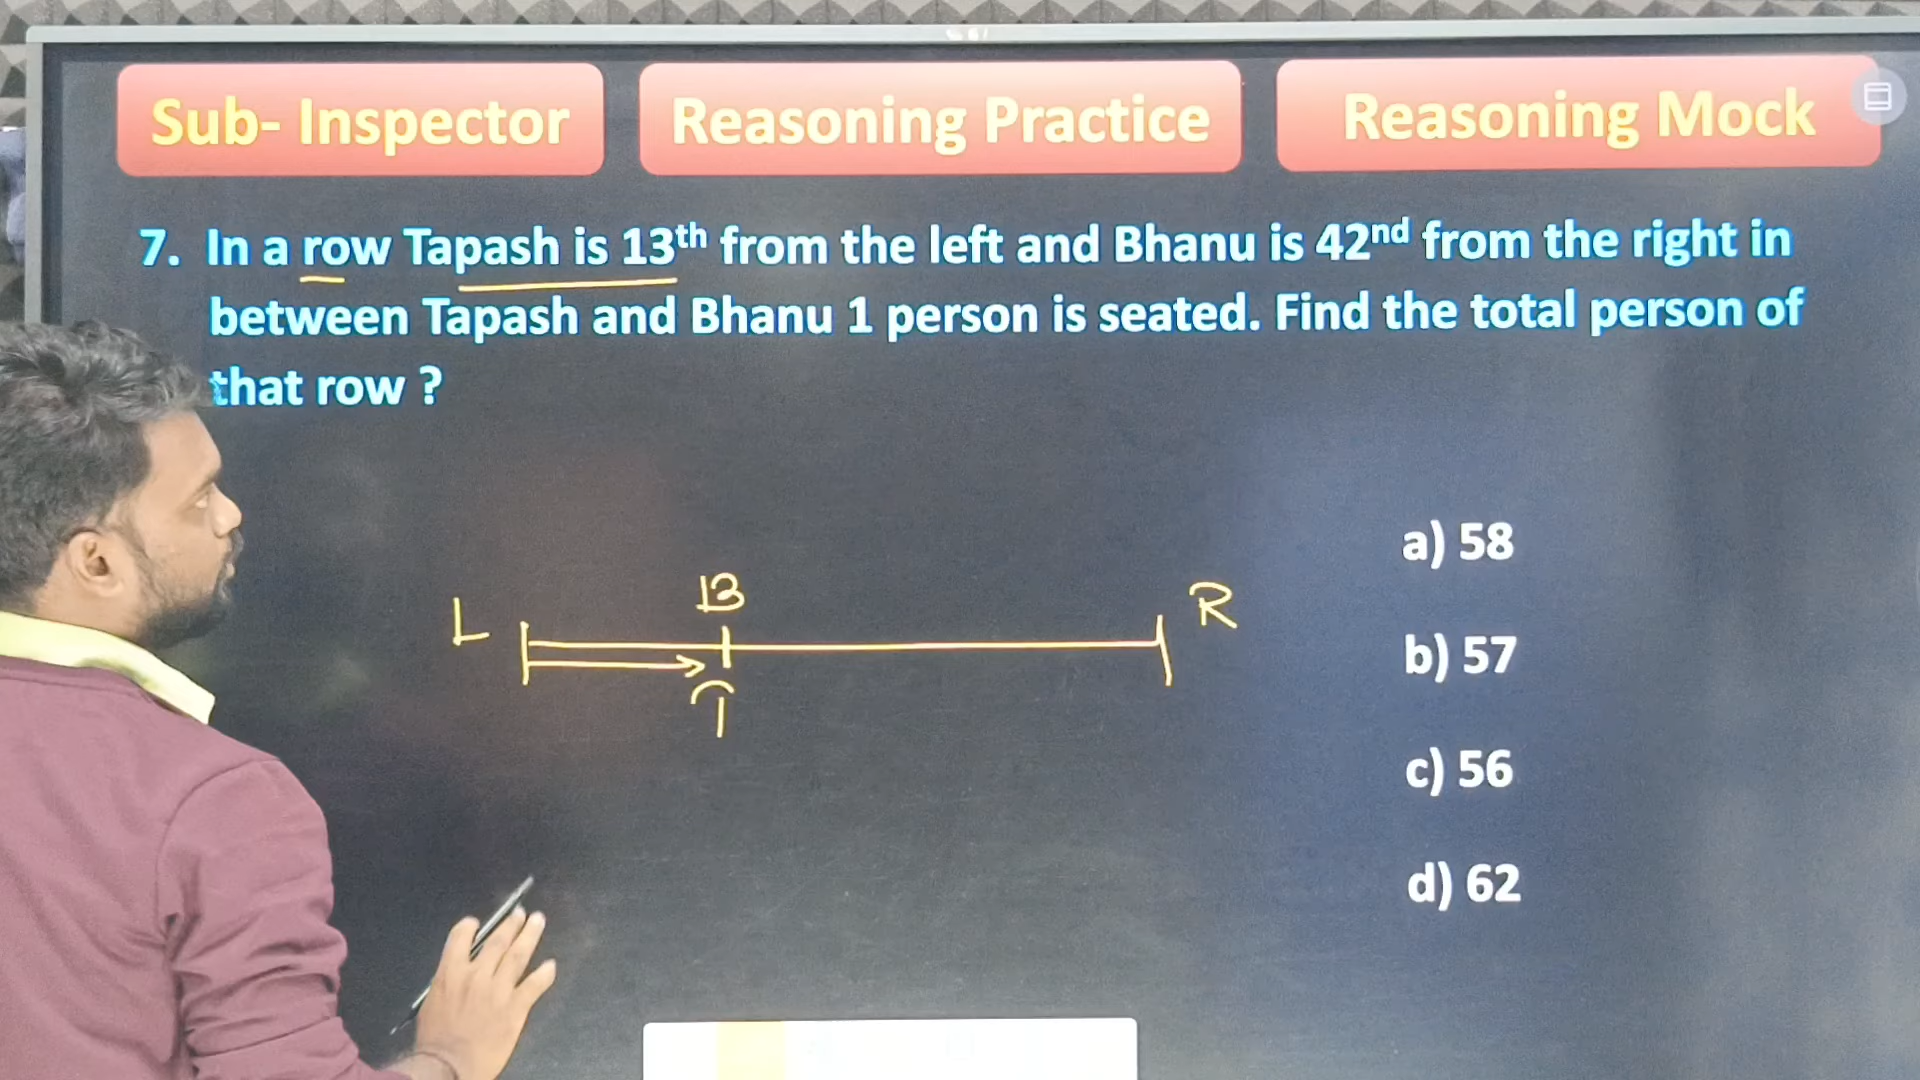 Sub- Inspector
Reasoning Practice
Reasoning Mock
7. In a row Tapash is 13th from the left and Bhanu is 42nd from the right in
between Tapash and Bhanu 1 person is seated. Find the total person of
that row ?
a) 58
13
L
R
b) 57
T
c) 56
d) 62